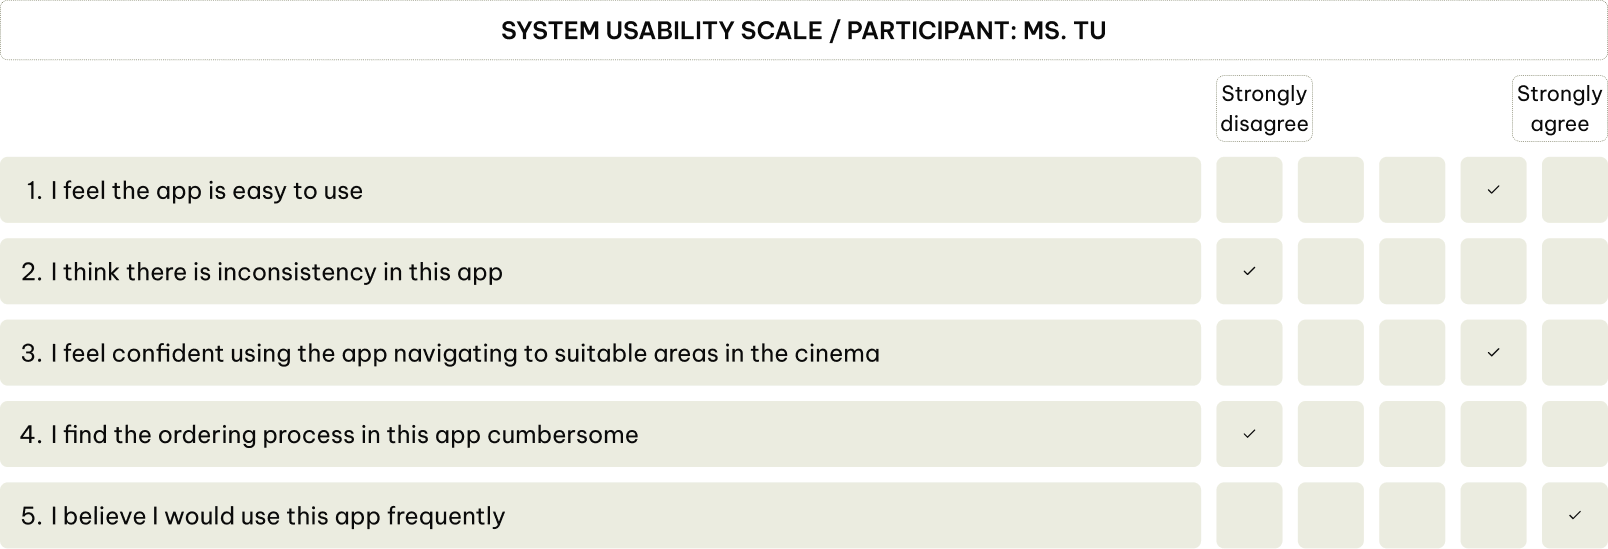 SYSTEM USABILITY SCALE / PARTICIPANT: MS. TU
Strongly
disagree
Strongly
agree
1. I feel the app is easy to use
2. I think there is inconsistency in this app
3. I feel confident using the app navigating to suitable areas in the cinema
4. I find the ordering process in this app cumbersome
5. I believe I would use this app frequently